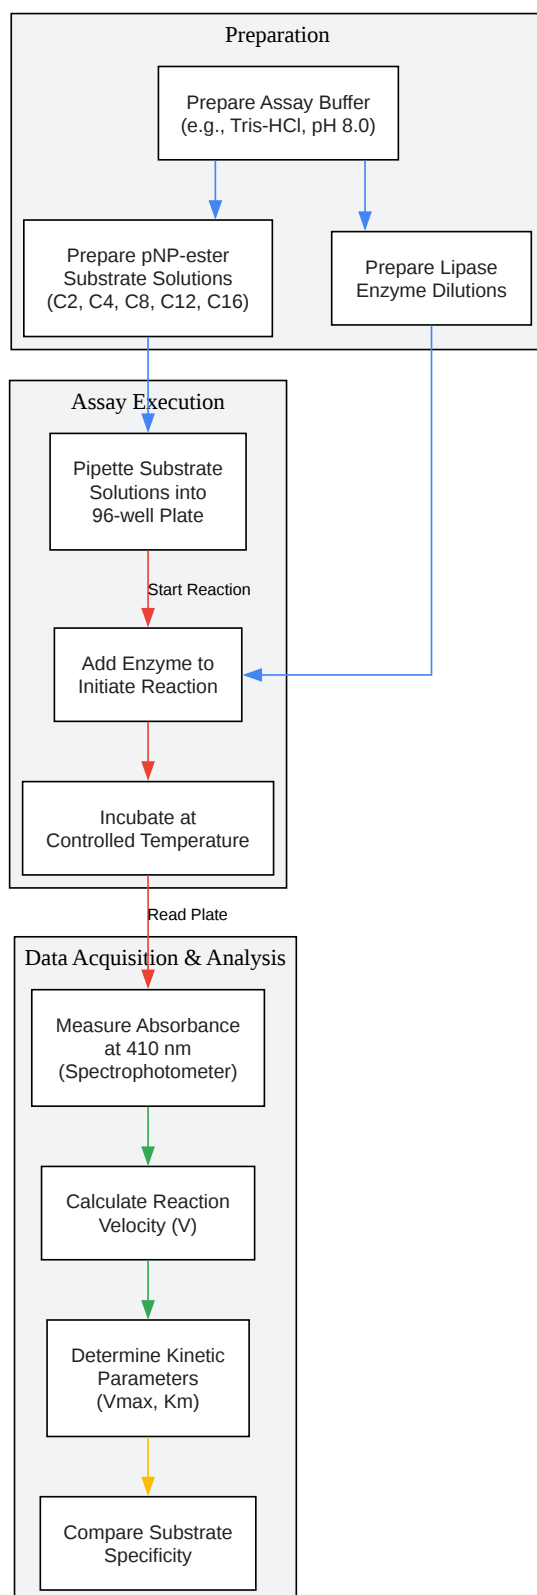 Preparation
Prepare Assay Buffer
(e.g., Tris-HCl, pH 8.0)
Prepare pNP-ester
Substrate Solutions
(C2, C4, C8, C12, C16)
Prepare Lipase
Enzyme Dilutions
Assay Execution
Pipette Substrate
Solutions into
96-well Plate
Start Reaction
Add Enzyme to
Initiate Reaction
Incubate at
Controlled Temperature
Read Plate
Data Acquisition & Analysis
Measure Absorbance
at 410 nm
(Spectrophotometer)
Calculate Reaction
Velocity (V)
Determine Kinetic
Parameters
(Vmax, Km)
Compare Substrate
Specificity